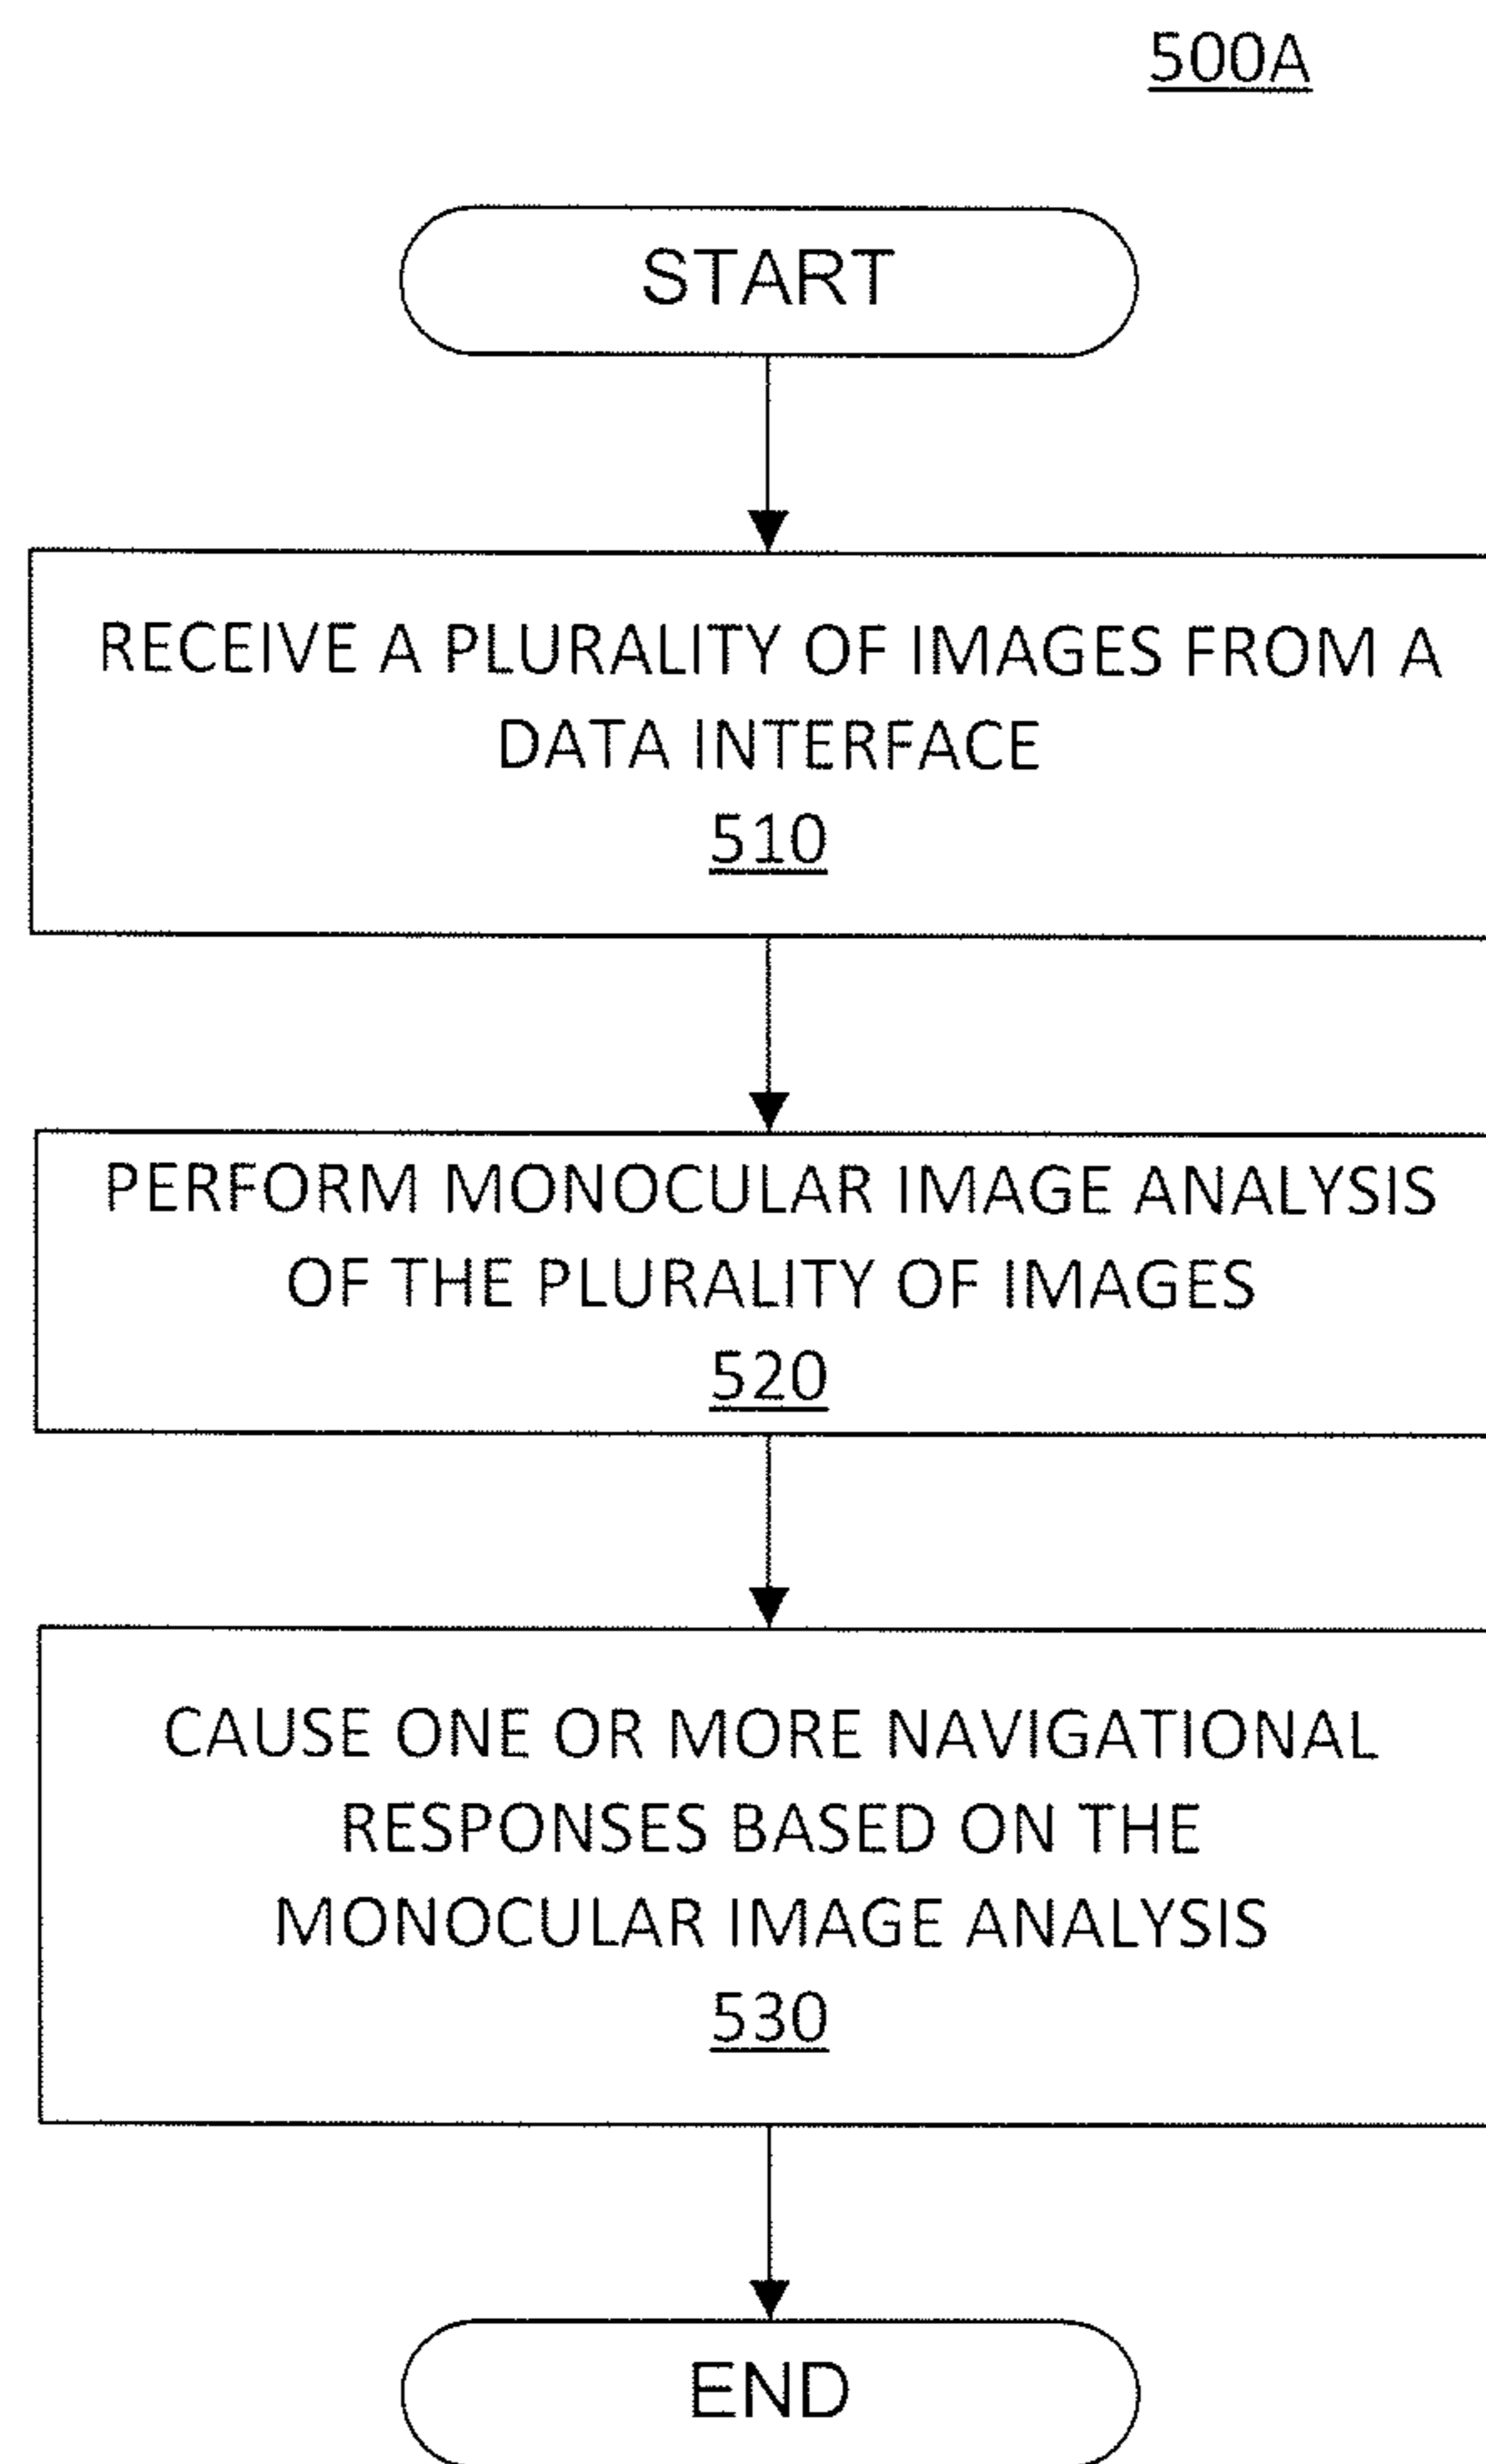 500A
START
RECEIVE A PLURALITY OF IMAGES FROM A
DATA INTERFACE
510
PERFORM MONOCULAR IMAGE ANALYSIS
OF THE PLURALITY OF IMAGES
520
CAUSE ONE OR MORE NAVIGATIONAL
RESPONSES BASED ON THE
MONOCULAR IMAGE ANALYSIS
530
END